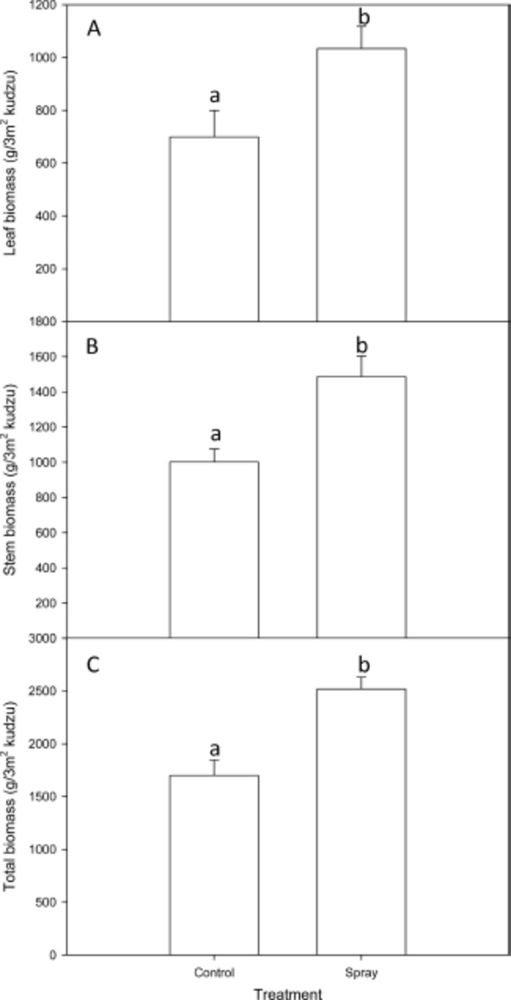 1200
A
b
1000
a
800
600
400
200
Leaf biomass (g/3m² kudzu)
1800
B
b
1600
1400
a
1200
1000
800
600
400
200
Stem biomass (g/3m² kudzu)
3000
C
b
2500
a
2000
1500
1000
500
0
Total biomass (g/3m² kudzu)
Control Spray
Treatment